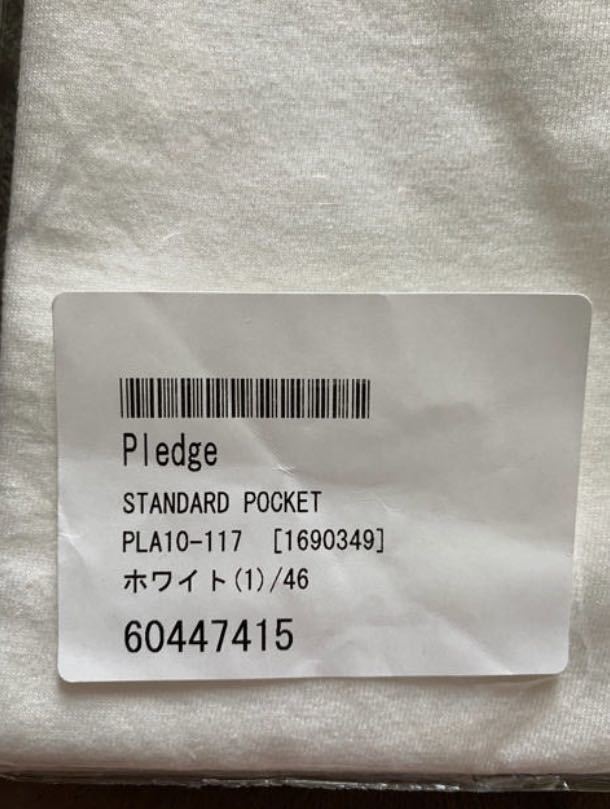 Pledge
STANDARD POCKET
PLA10-117 [1690349]
ホワイト(1)/46
60447415